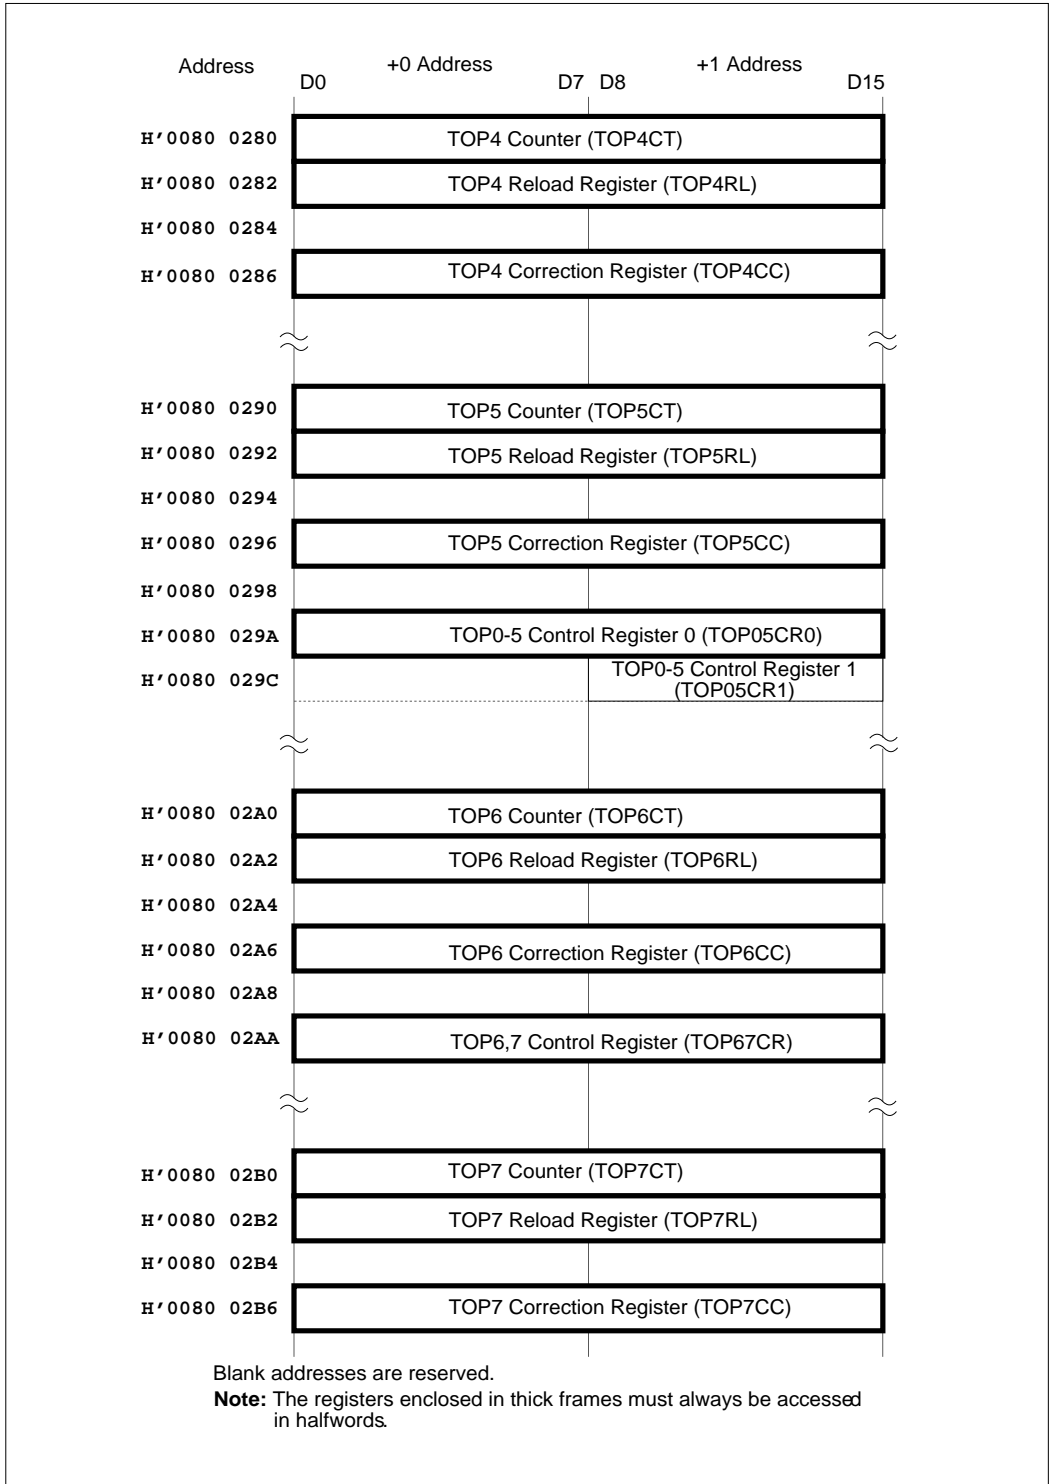 Address +0 Address +1 Address
D0 D7 D8 D15
H'0080 0280 TOP4 Counter (TOP4CT)
H'0080 0282 TOP4 Reload Register (TOP4RL)
H'0080 0284
H'0080 0286 TOP4 Correction Register (TOP4CC)
H'0080 0290 TOP5 Counter (TOP5CT)
H'0080 0292 TOP5 Reload Register (TOP5RL)
H'0080 0294
H'0080 0296 TOP5 Correction Register (TOP5CC)
H'0080 0298
H'0080 029A TOP0-5 Control Register 0 (TOP05CR0)
H'0080 029C TOP0-5 Control Register 1
(TOP05CR1)
H'0080 02A0 TOP6 Counter (TOP6CT)
H'0080 02A2 TOP6 Reload Register (TOP6RL)
H'0080 02A4
H'0080 02A6 TOP6 Correction Register (TOP6CC)
H'0080 02A8
H'0080 02AA TOP6,7 Control Register (TOP67CR)
H'0080 02B0 TOP7 Counter (TOP7CT)
H'0080 02B2 TOP7 Reload Register (TOP7RL)
H'0080 02B4
H'0080 02B6 TOP7 Correction Register (TOP7CC)
Blank addresses are reserved.
Note: The registers enclosed in thick frames must always be accessed
in halfwords.